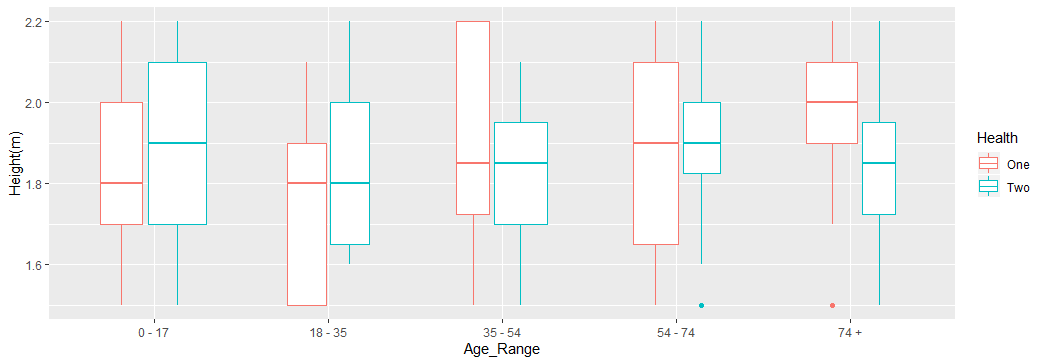 Height(m)
2.2
2.0
1.8
1.6
0 - 17
18 - 35
35 - 54
54 - 74
74 +
Age_Range
Health
One
Two